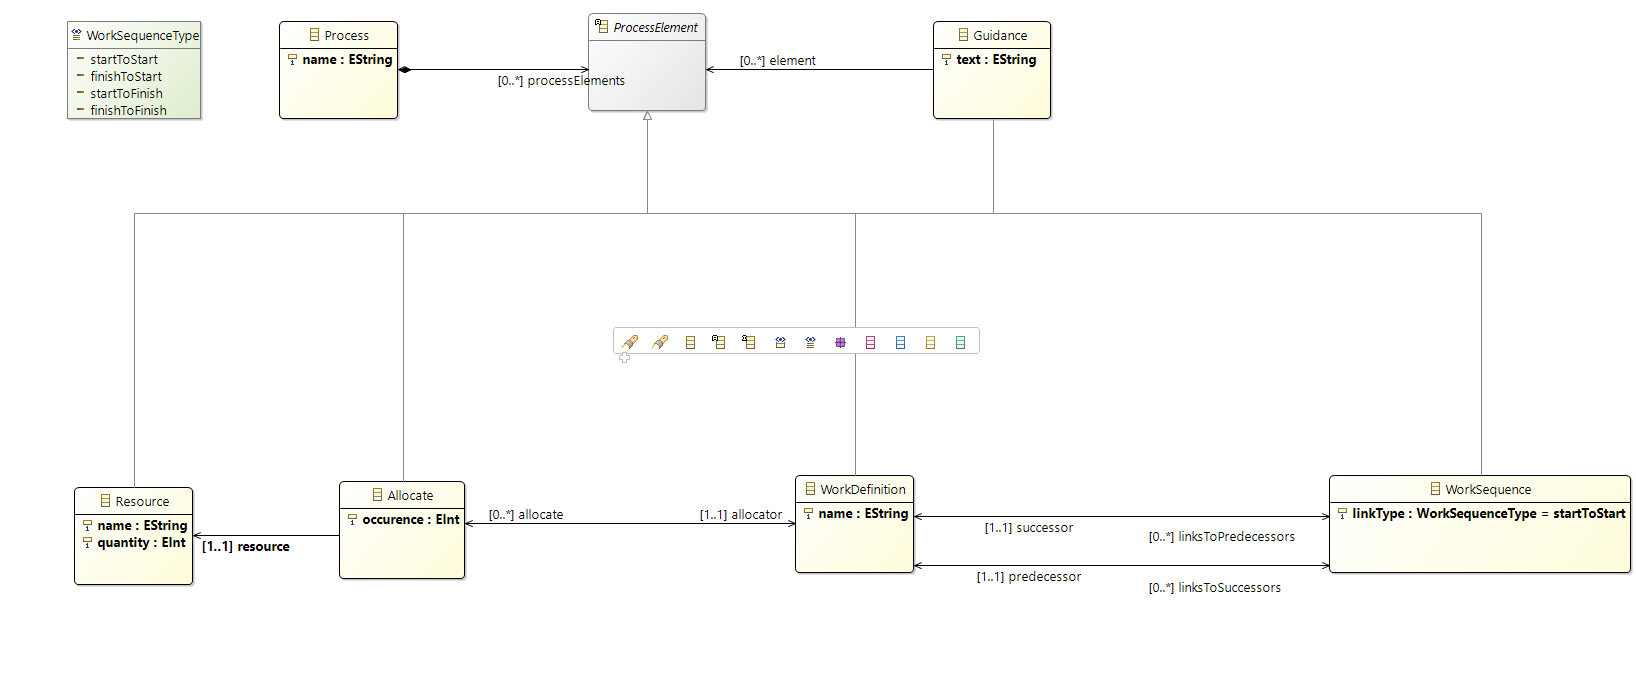 WorkSequenceType
startToStart
finishToStart
startToFinish
finishToFinish
Process
name : EString
[0..*] processElements
ProcessElement
[0..*] element
Guidance
text : EString
Resource
name : EString
quantity : EInt
[1..1] resource
Allocate
occurence : EInt
[0..*] allocate
[1..1] allocator
WorkDefinition
name : EString
[1..1] successor
[0..*] linksToPredecessors
[1..1] predecessor
[0..*] linksToSuccessors
WorkSequence
linkType : WorkSequenceType = startToStart